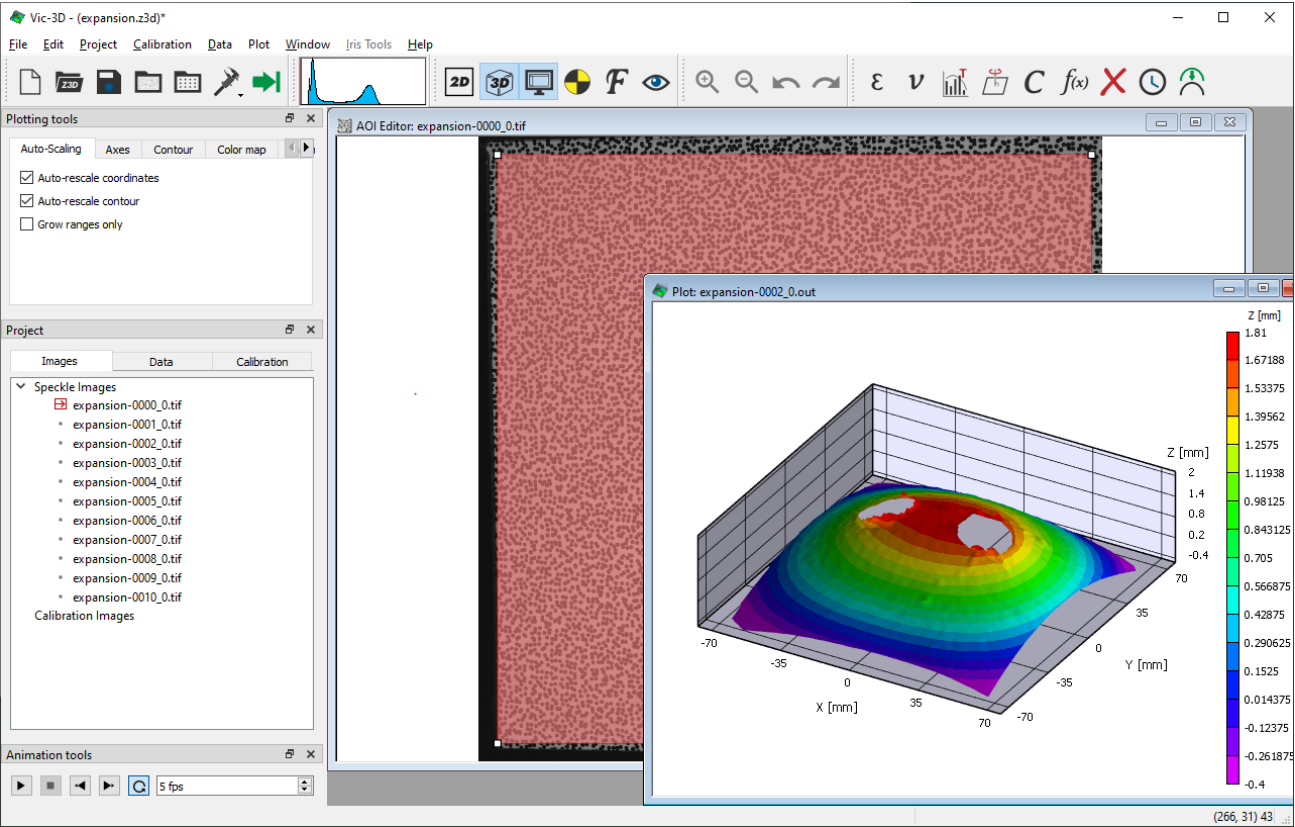 Vic-3D - (expansion.z3d)*
File Edit Project Calibration Data Plot Window Iris Tools Help
Z3D 2D 3D F ε ν T C f(x)
Plotting tools
Auto-Scaling Axes Contour Color map
Auto-rescale coordinates
Auto-rescale contour
Grow ranges only
Project
Images Data Calibration
Speckle Images
expansion-0000_0.tif
expansion-0001_0.tif
expansion-0002_0.tif
expansion-0003_0.tif
expansion-0004_0.tif
expansion-0005_0.tif
expansion-0006_0.tif
expansion-0007_0.tif
expansion-0008_0.tif
expansion-0009_0.tif
expansion-0010_0.tif
Calibration Images
Animation tools
5 fps
AOI Editor: expansion-0000_0.tif
Plot: expansion-0002_0.out
Z [mm]
2
1.4
0.8
0.2
-0.4
70
35
0
-35
-70
Y [mm]
-70
-35
0
35
70
X [mm]
Z [mm]
1.81
1.67188
1.53375
1.39562
1.2575
1.11938
0.98125
0.843125
0.705
0.566875
0.42875
0.290625
0.1525
0.014375
-0.12375
-0.261875
-0.4
(266, 31) 43